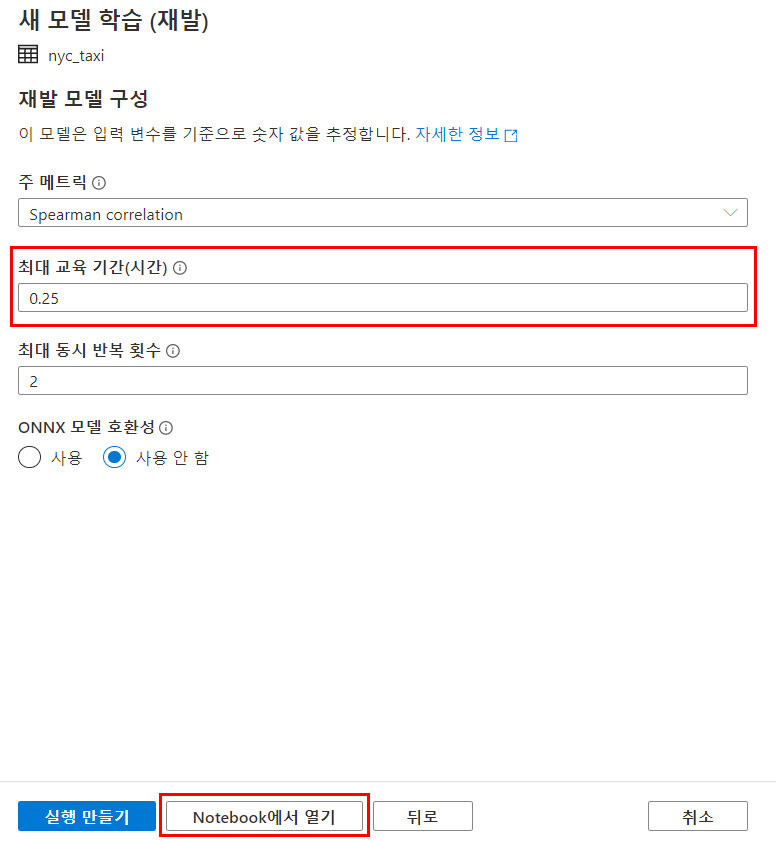 새 모델 학습 (재발)
nyc_taxi
재발 모델 구성
이 모델은 입력 변수를 기준으로 숫자 값을 추정합니다. 자세한 정보
주 메트릭
Spearman correlation
최대 교육 기간(시간)
0.25
최대 동시 반복 횟수
2
ONNX 모델 호환성
사용 사용 안 함
실행 만들기 Notebook에서 열기 뒤로 취소